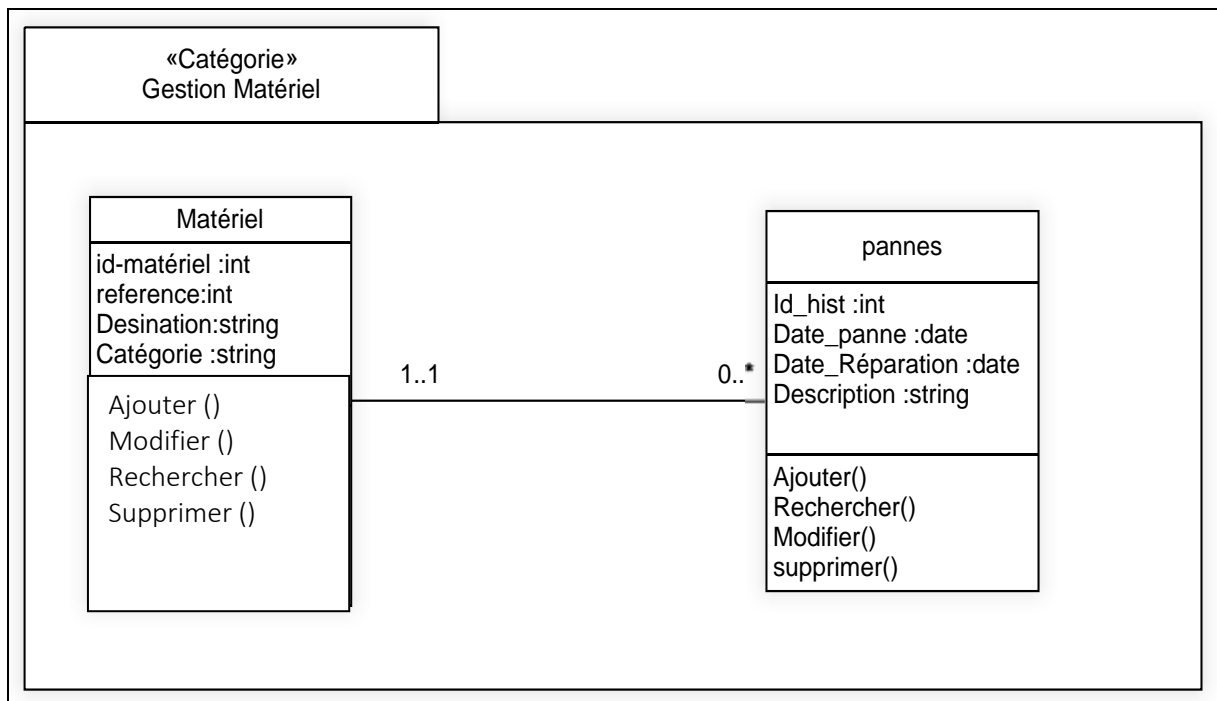 «Catégorie»
Gestion Matériel
Matériel
id-matériel :int
reference:int
Desination:string
Catégorie :string
Ajouter ()
Modifier ()
Rechercher ()
Supprimer ()
1..1
0..*
pannes
Id_hist :int
Date_panne :date
Date_Réparation :date
Description :string
Ajouter()
Rechercher()
Modifier()
supprimer()